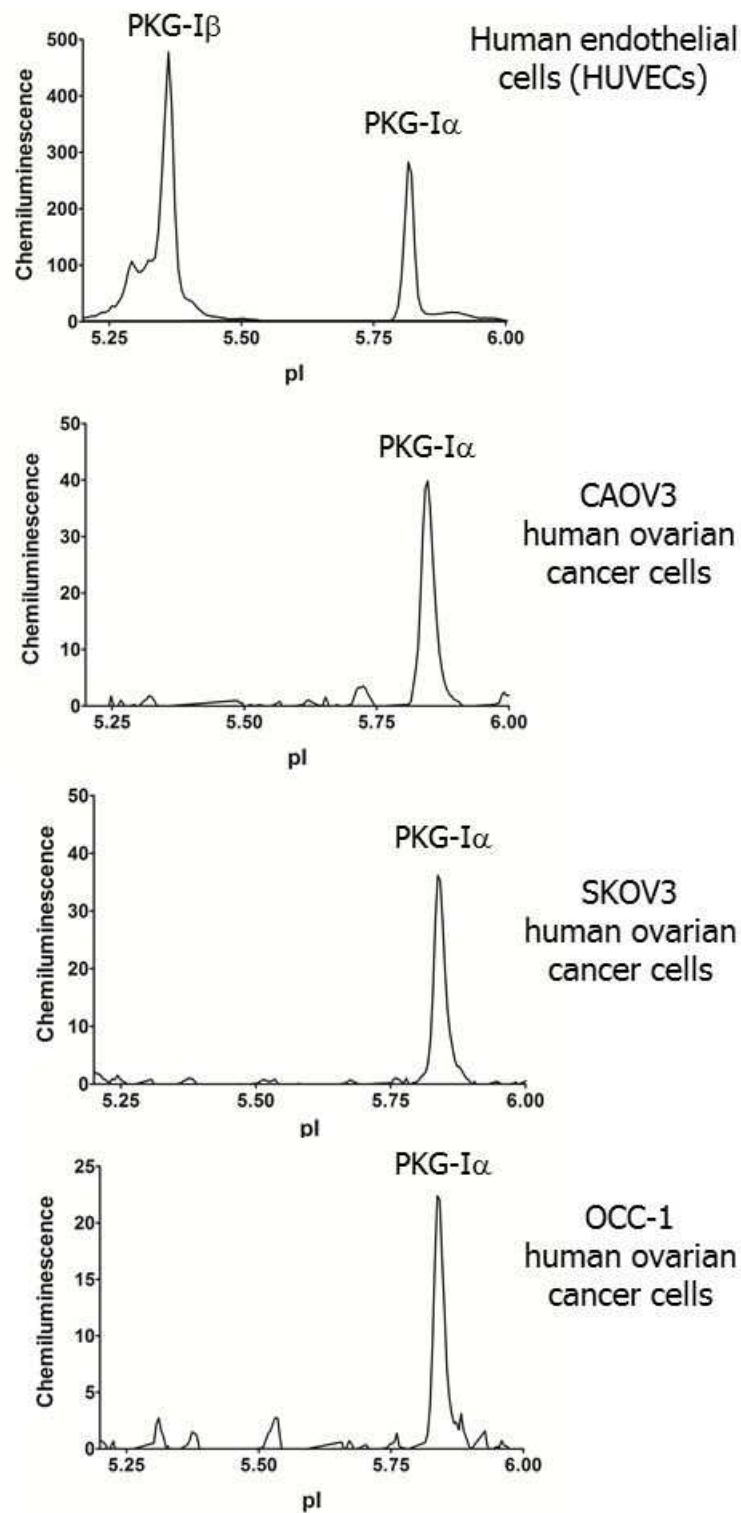 PKG-Iβ
Human endothelial
cells (HUVECs)
PKG-Iα
500
400
300
200
100
0
Chemiluminescence
5.25
5.50
5.75
6.00
pI
50
40
30
20
10
0
Chemiluminescence
PKG-Iα
CAOV3
human ovarian
cancer cells
5.25
5.50
5.75
6.00
pI
50
40
30
20
10
0
Chemiluminescence
PKG-Iα
SKOV3
human ovarian
cancer cells
5.25
5.50
5.75
6.00
pI
25
20
15
10
5
0
Chemiluminescence
PKG-Iα
OCC-1
human ovarian
cancer cells
5.25
5.50
5.75
6.00
pI